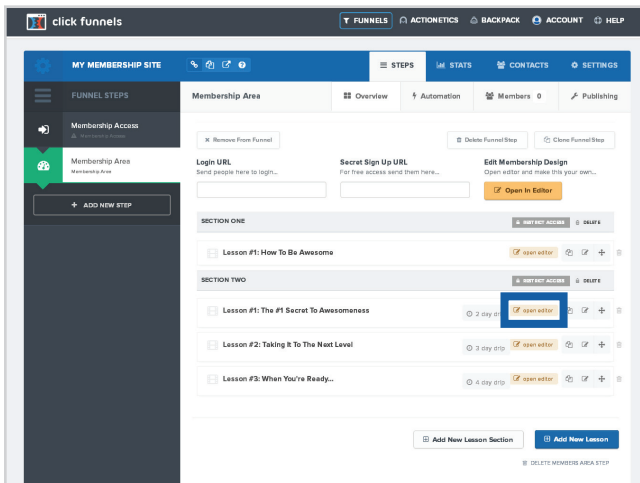 click funnels
FUNNELS ACTIONETICS BACKPACK ACCOUNT HELP
MY MEMBERSHIP SITE STEPS STATS CONTACTS SETTINGS
FUNNEL STEPS Membership Area Overview Automation Members 0 Publishing
Membership Access
Membership Access
Membership Area
Membership Area
+ ADD NEW STEP
× Remove From Funnel Delete Funnel Step Clone Funnel Step
Login URL Secret Sign Up URL Edit Membership Design
Send people here to login... For free access send them here... Open editor and make this your own...
Open In Editor
SECTION ONE RESTRICT ACCESS DELETE
Lesson #1: How To Be Awesome open editor
SECTION TWO RESTRICT ACCESS DELETE
Lesson #1: The #1 Secret To Awesomeness 2 day open editor
Lesson #2: Taking It To The Next Level 3 day drip open editor
Lesson #3: When You're Ready... 4 day drip open editor
Add New Lesson Section Add New Lesson
DELETE MEMBERS AREA STEP